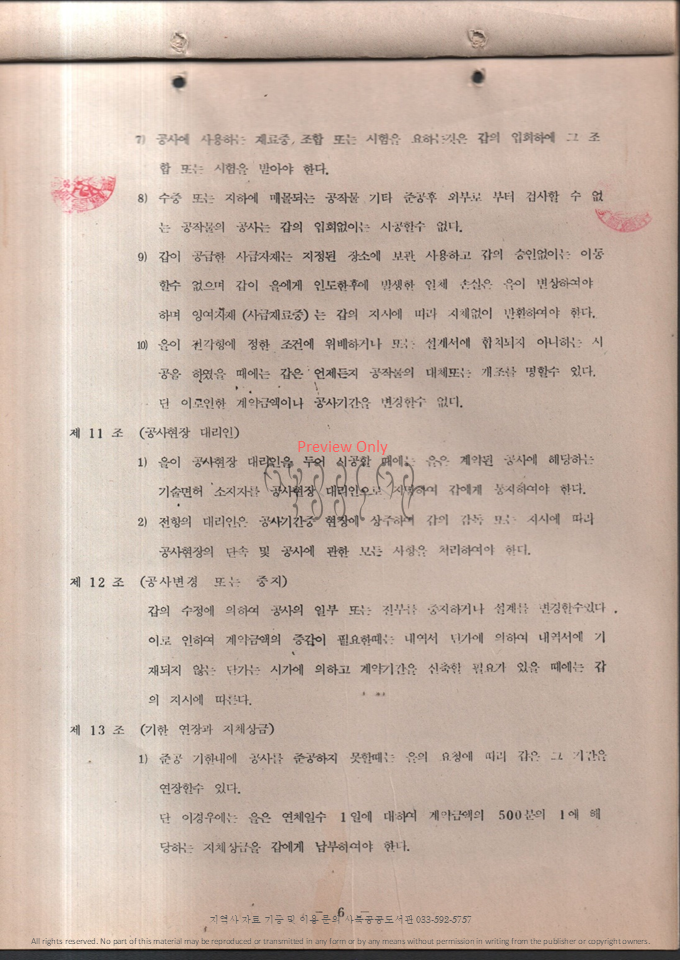 7) 공사에 사용하는 재료중, 조합 또는 시험을 요하는것은 갑의 입회하에 그 조
합 또는 시험을 받아야 한다.
8) 수중 또는 지하에 매몰되는 공작물 기타 준공후 외부로 부터 검사할 수 없
는 공작물의 공사는 갑의 입회없이는 시공할수 없다.
9) 갑이 공급한 사급자재는 지정된 장소에 보관 사용하고 갑의 승인없이는 이동
할수 없으며 갑이 을에게 인도한후에 발생한 일체 손실은 을이 변상하여야
하며 잉여자재 (사급재료중) 는 갑의 지시에 따라 지체없이 반환하여야 한다.
10) 을이 전각항에 정한 조건에 위배하거나 또는 설계서에 합치되지 아니하는 시
공을 하였을 때에는 갑은 언제든지 공작물의 대체또는 개조를 명할수 있다.
단 이로인한 계약금액이나 공사기간을 변경할수 없다.
제 11 조 (공사현장 대리인)
Preview Only
1) 을이 공사현장 대리인을 두어 시공할 때에는 을은 계약된 공사에 해당하는
기술면허 소지자를 공사현장 대리인으로 지명하여 갑에게 통지하여야 한다.
2) 전항의 대리인은 공사기간중 현장에 상주하여 갑의 감독 또는 지시에 따라
공사현장의 단속 및 공사에 관한 모든 사항을 처리하여야 한다.
제 12 조 (공사변경 또는 중지)
갑의 수정에 의하여 공사의 일부 또는 전부를 중지하거나 설계를 변경할수있다.
이로 인하여 계약금액의 증감이 필요할때는 내역서 단가에 의하여 내역서에 기
재되지 않는 단가는 시가에 의하고 계약기간을 신축할 필요가 있을 때에는 갑
의 지시에 따른다.
제 13 조 (기한 연장과 지체상금)
1) 준공 기한내에 공사를 준공하지 못할때는 을의 요청에 따라 갑은 그 기간을
연장할수 있다.
단 이경우에는 을은 연체일수 1일에 대하여 계약금액의 500분의 1에 해
당하는 지체상금을 갑에게 납부하여야 한다.
- 6 -
지역사 자료 기증 및 이용 문의 사북공공도서관 033-592-5757
All rights reserved. No part of this material may be reproduced or transmitted in any form or by any means without permission in writing from the publisher or copyright owners.